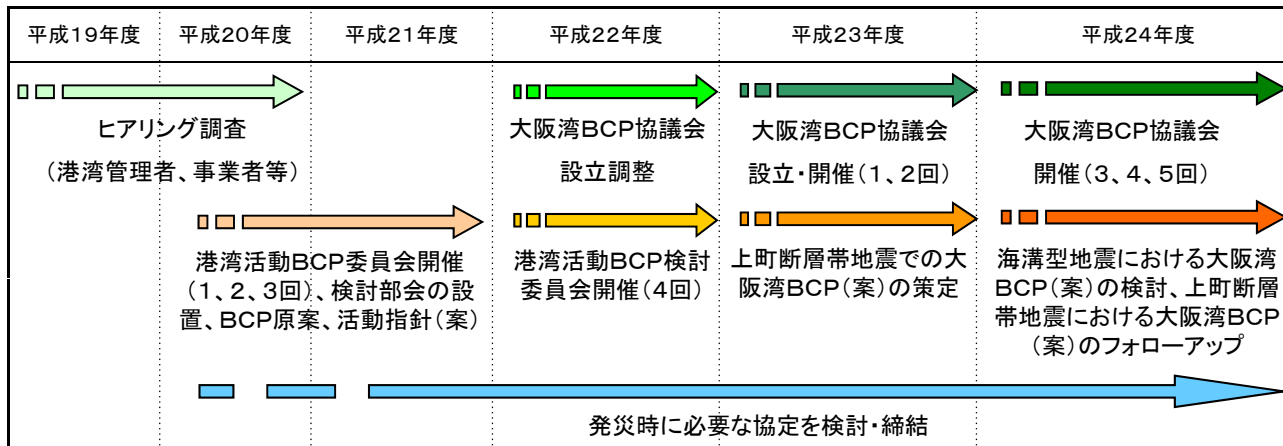 平成19年度
平成20年度
平成21年度
平成22年度
平成23年度
平成24年度
ヒアリング調査
(港湾管理者、事業者等)
大阪湾BCP協議会
設立調整
大阪湾BCP協議会
設立・開催(1、2回)
大阪湾BCP協議会
開催(3、4、5回)
港湾活動BCP委員会開催
(1、2、3回)、検討部会の設
置、BCP原案、活動指針(案)
港湾活動BCP検討
委員会開催(4回)
上町断層帯地震での大
阪湾BCP(案)の策定
海溝型地震における大阪湾
BCP(案)の検討、上町断層
帯地震における大阪湾BCP
(案)のフォローアップ
発災時に必要な協定を検討・締結